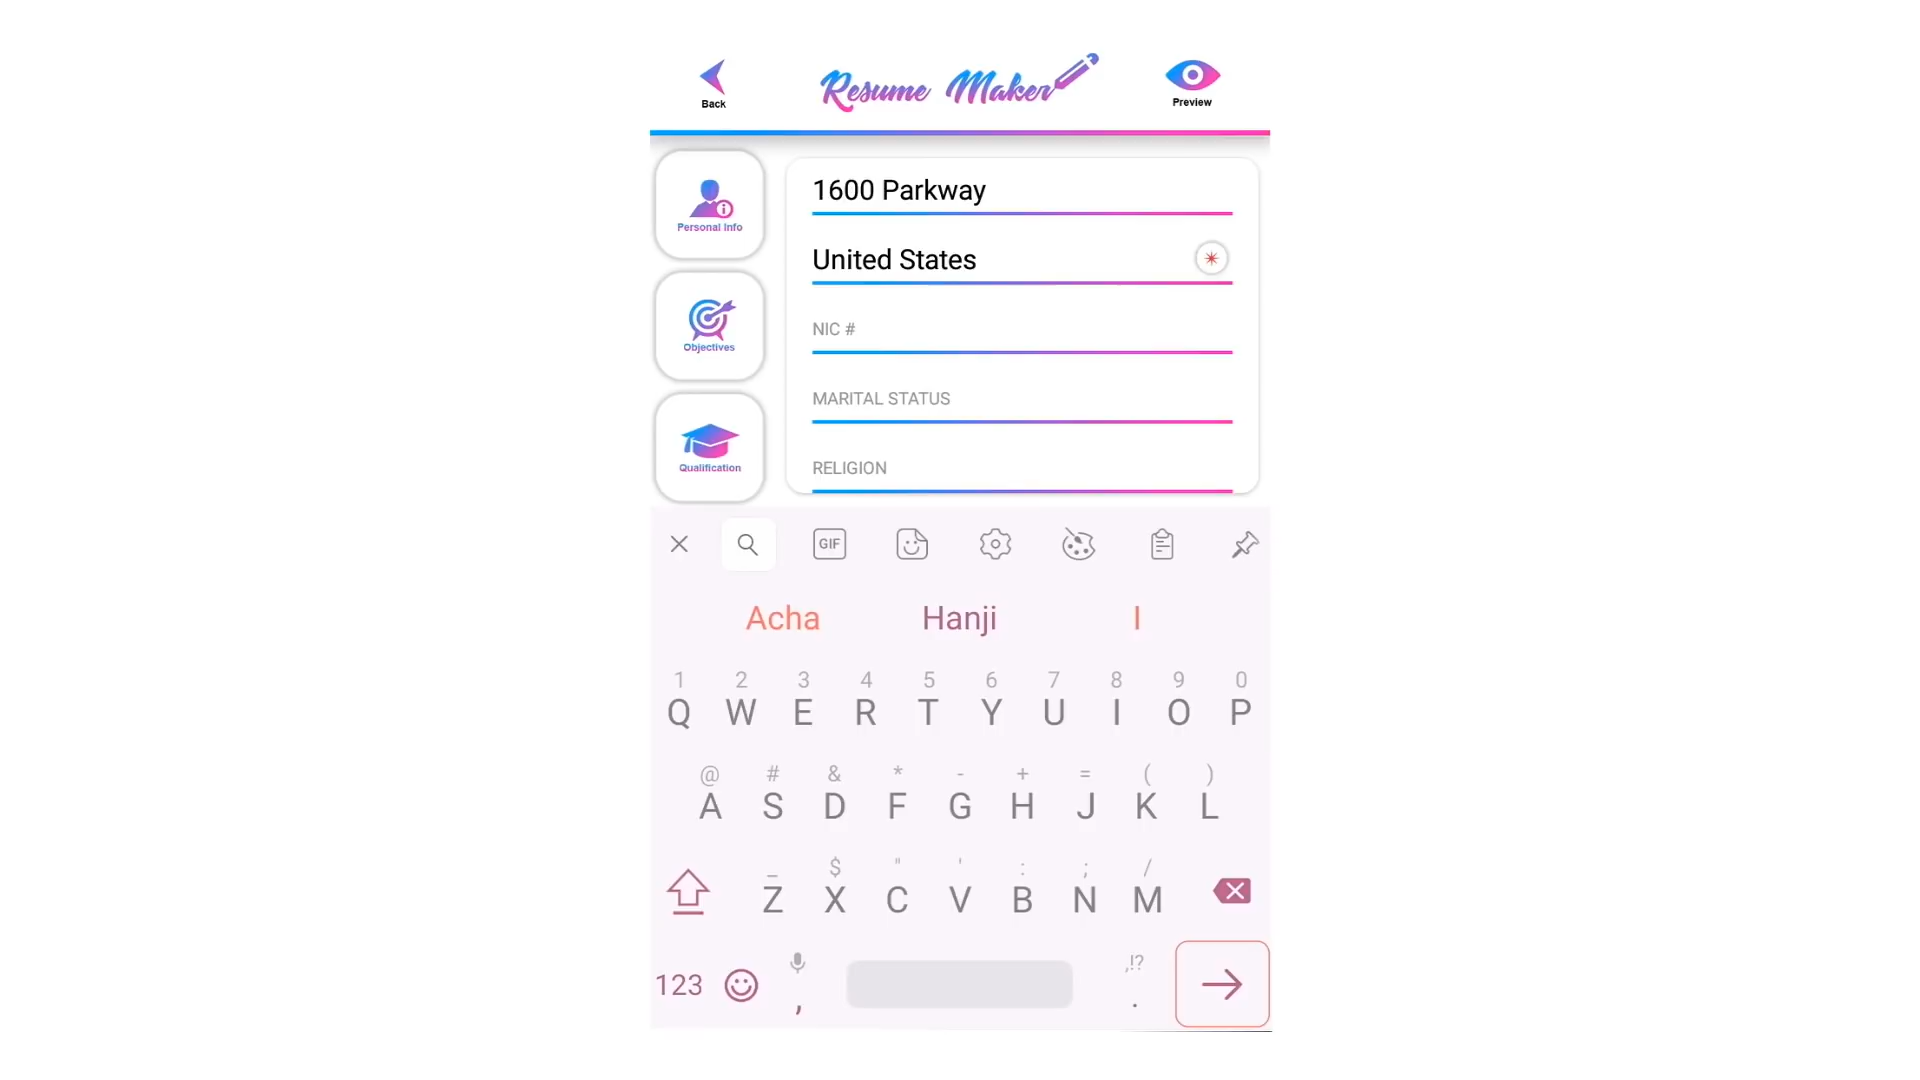 Back
Resume Maker
Preview
Personal Info
1600 Parkway
United States
Objectives
NIC #
MARITAL STATUS
Qualification
RELIGION
GIF
Acha Hanji I
1 2 3 4 5 6 7 8 9 0
Q W E R T Y U I O P
@ # & * - + = ( )
A S D F G H J K L
_ $ " ' : ; /
Z X C V B N M
,!?
123 , .